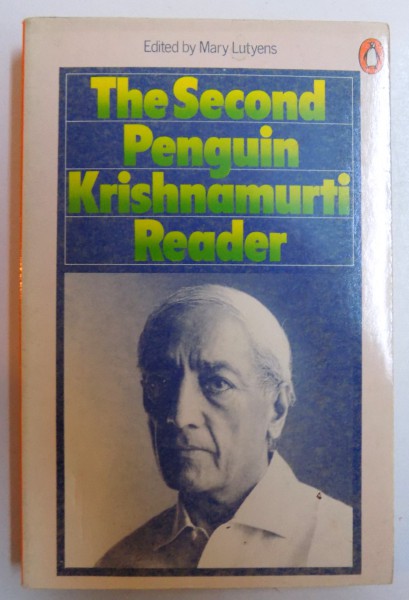 Edited by Mary Lutyens
The Second
Penguin
Krishnamurti
Reader